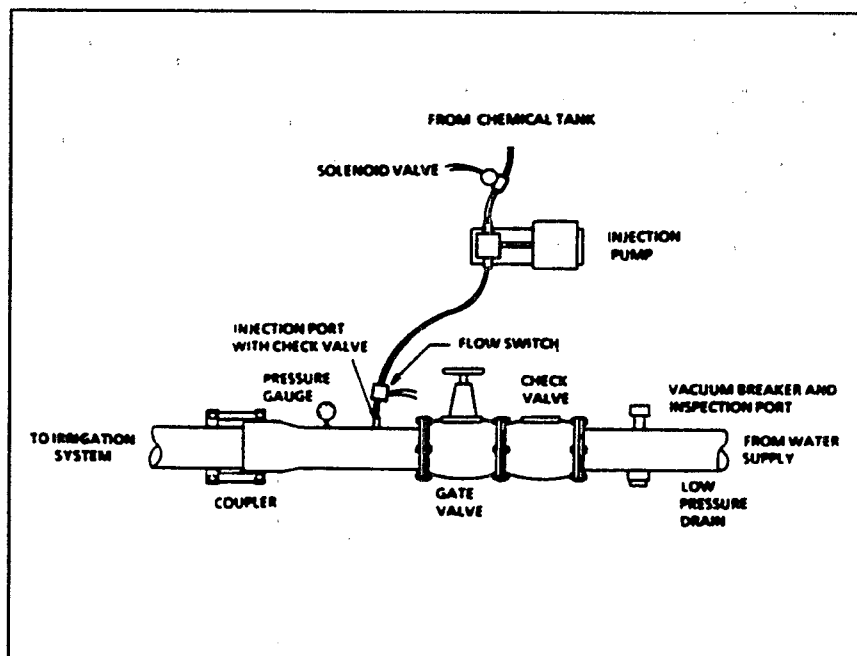 FROM CHEMICAL TANK
SOLENOID VALVE
INJECTION
PUMP
INJECTION PORT
WITH CHECK VALVE
FLOW SWITCH
PRESSURE
GAUGE
CHECK
VALVE
VACUUM BREAKER AND
INSPECTION PORT
TO IRRIGATION
SYSTEM
FROM WATER
SUPPLY
COUPLER
GATE
VALVE
LOW
PRESSURE
DRAIN